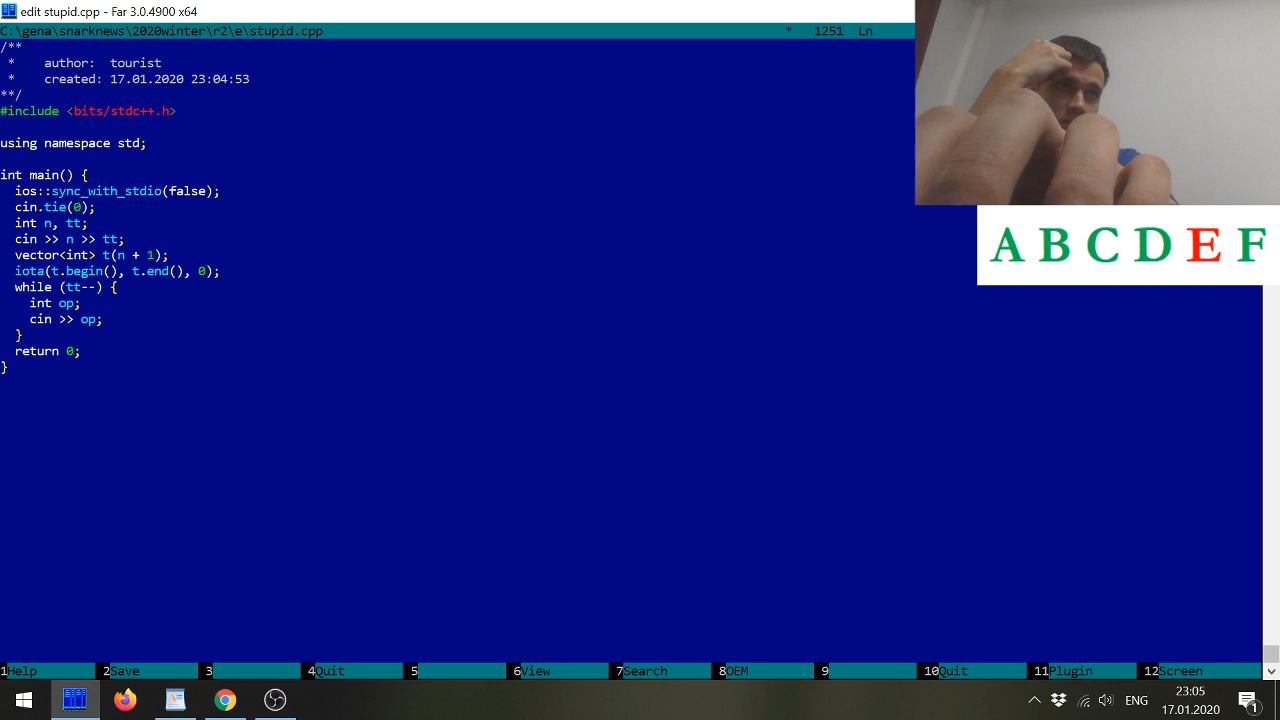 edit stupid.cpp - Far 3.0.4900 x64
C:\gena\snarknews\2020winter\r2\e\stupid.cpp * 1251 Ln
/**
 *    author:  tourist
 *    created: 17.01.2020 23:04:53
**/
#include <bits/stdc++.h>
using namespace std;
int main() {
  ios::sync_with_stdio(false);
  cin.tie(0);
  int n, tt;
  cin >> n >> tt;
  vector<int> t(n + 1);
  iota(t.begin(), t.end(), 0);
  while (tt--) {
    int op;
    cin >> op;
  }
  return 0;
}
A B C D E F
1Help 2Save 3 4Quit 5 6View 7Search 8OEM 9 10Quit 11Plugin 12Screen
ENG
23:05
17.01.2020
1